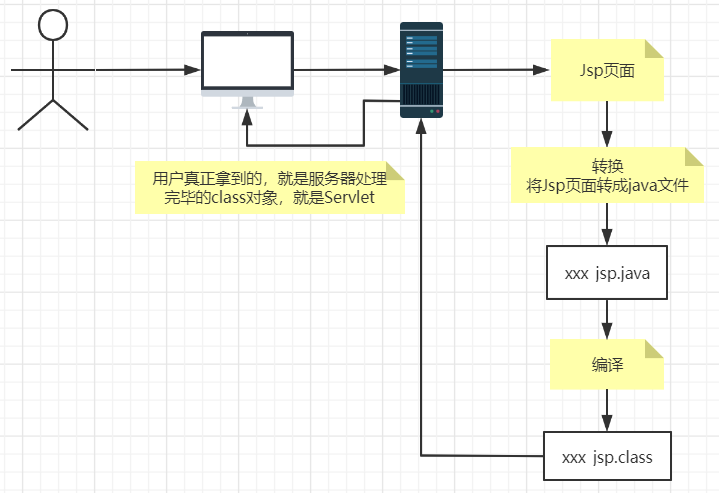 Jsp页面
转换
将Jsp页面转成java文件
用户真正拿到的，就是服务器处理
完毕的class对象，就是Servlet
xxx jsp.java
编译
xxx jsp.class